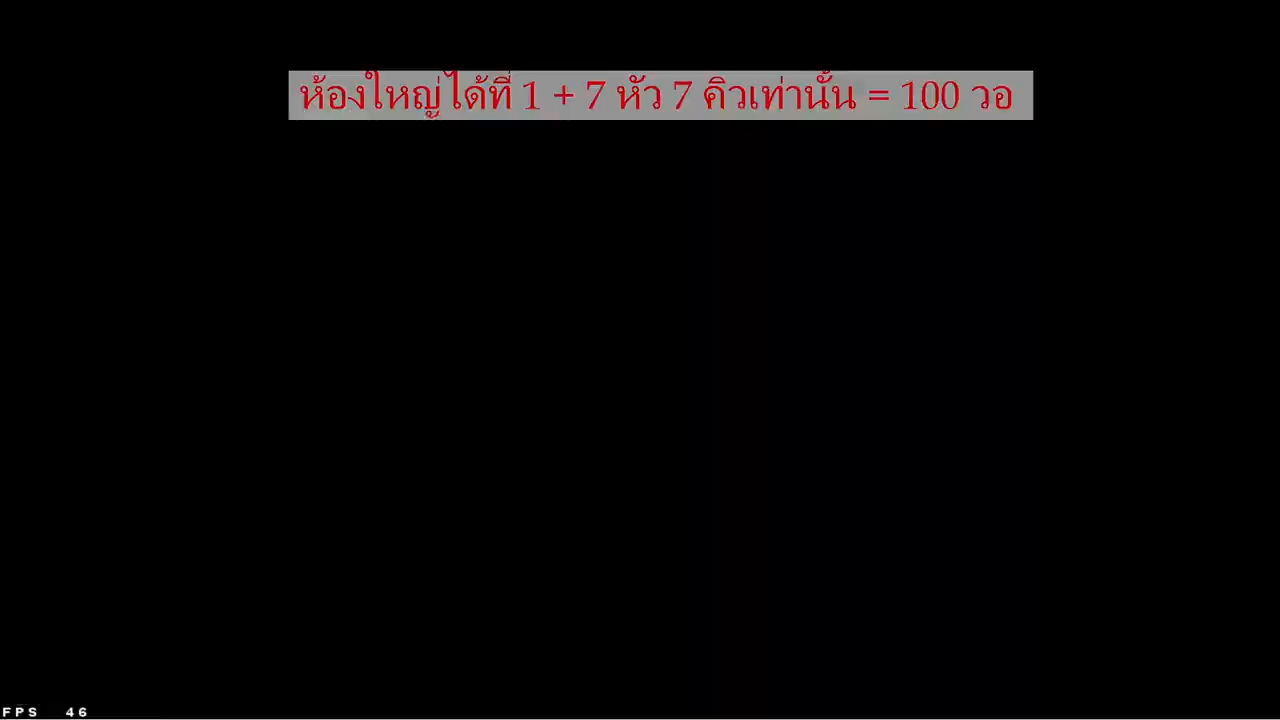 ห้องใหญ่ได้ที่ 1 + 7 หัว 7 คิวเท่านั้น = 100 วอ
FPS 46